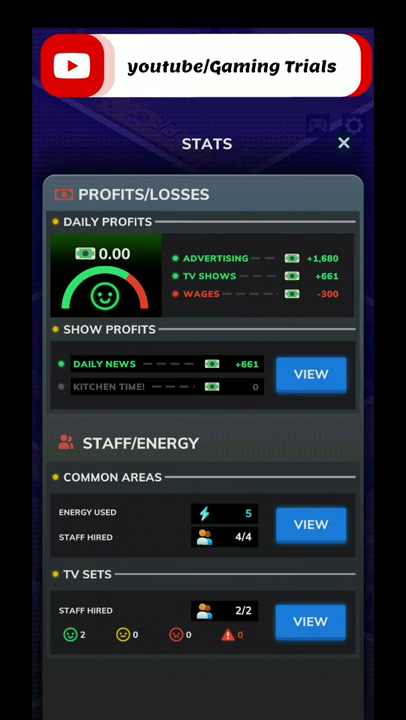 youtube/Gaming Trials
STATS
PROFITS/LOSSES
DAILY PROFITS
0.00
ADVERTISING +1,680
TV SHOWS +661
WAGES -300
SHOW PROFITS
DAILY NEWS +661
KITCHEN TIME! 0
VIEW
STAFF/ENERGY
COMMON AREAS
ENERGY USED 5
STAFF HIRED 4/4
VIEW
TV SETS
STAFF HIRED 2/2
2 0 0 0
VIEW